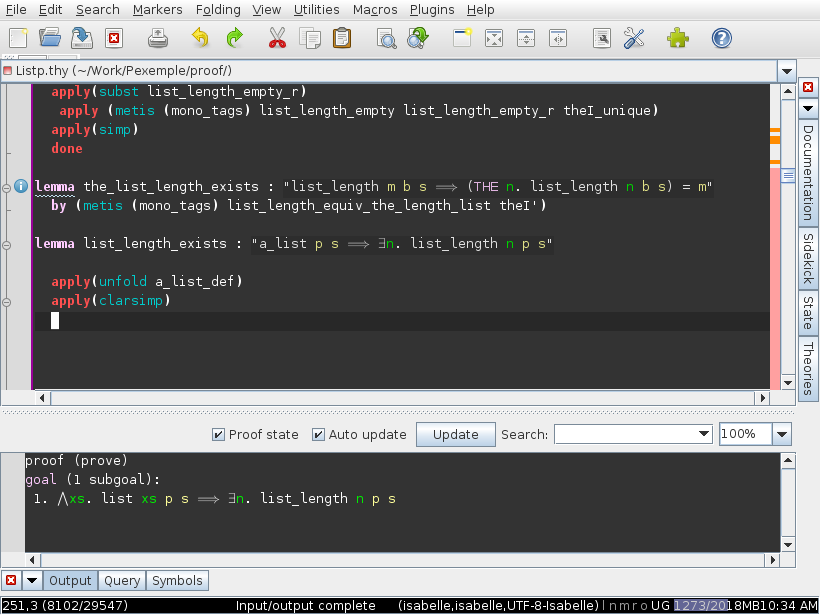 File Edit Search Markers Folding View Utilities Macros Plugins Help
Listp.thy (~/Work/Pexemple/proof/)
apply(subst list_length_empty_r)
apply (metis (mono_tags) list_length_empty list_length_empty_r theI_unique)
apply(simp)
done
lemma the_list_length_exists : "list_length m b s ⟹ (THE n. list_length n b s) = m"
by (metis (mono_tags) list_length_equiv_the_length_list theI')
lemma list_length_exists : "a_list p s ⟹ ∃n. list_length n p s"
apply(unfold a_list_def)
apply(clarsimp)
Documentation
Sidekick
State
Theories
Proof state Auto update Update Search: 100%
proof (prove)
goal (1 subgoal):
1. ⋀xs. list xs p s ⟹ ∃n. list_length n p s
Output Query Symbols
251,3 (8102/29547) Input/output complete (isabelle,isabelle,UTF-8-Isabelle) l n m r o UG 1273/2018MB 10:34 AM